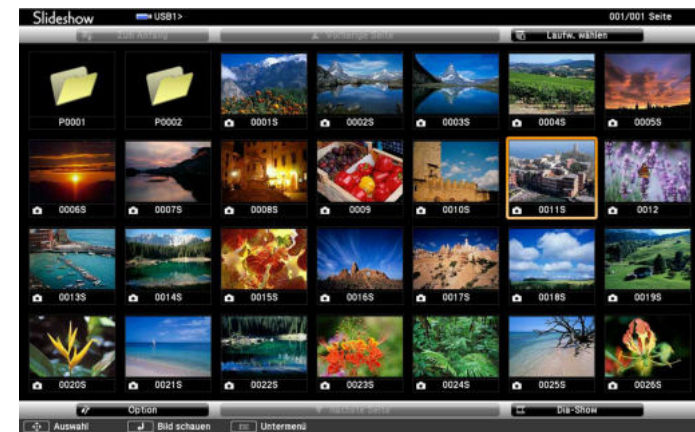 Slideshow USB1> 001/001 Seite
Zum Anfang Vorherige Seite Laufw. wählen
P0001 P0002 0001S 0002S 0003S 0004S 0005S
0006S 0007S 0008S 0009 0010S 0011S 0012
0013S 0014S 0015S 0016S 0017S 0018S 0019S
0020S 0021S 0022S 0023S 0024S 0025S 0026S
Option Nächste Seite Dia-Show
Auswahl Bild schauen ESC Untermenü